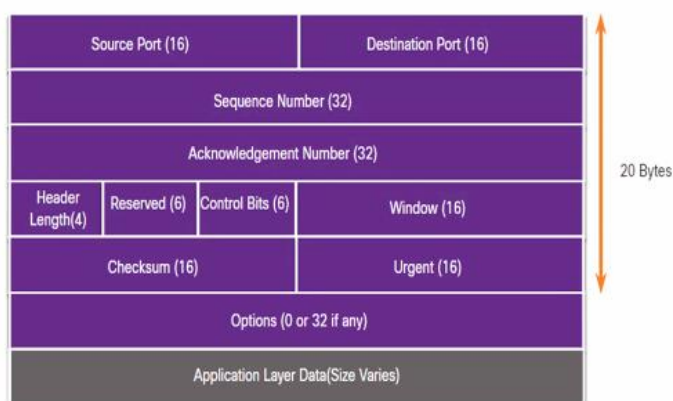 Source Port (16)
Destination Port (16)
Sequence Number (32)
Acknowledgement Number (32)
20 Bytes
Header
Length(4)
Reserved (6)
Control Bits (6)
Window (16)
Checksum (16)
Urgent (16)
Options (0 or 32 if any)
Application Layer Data(Size Varies)